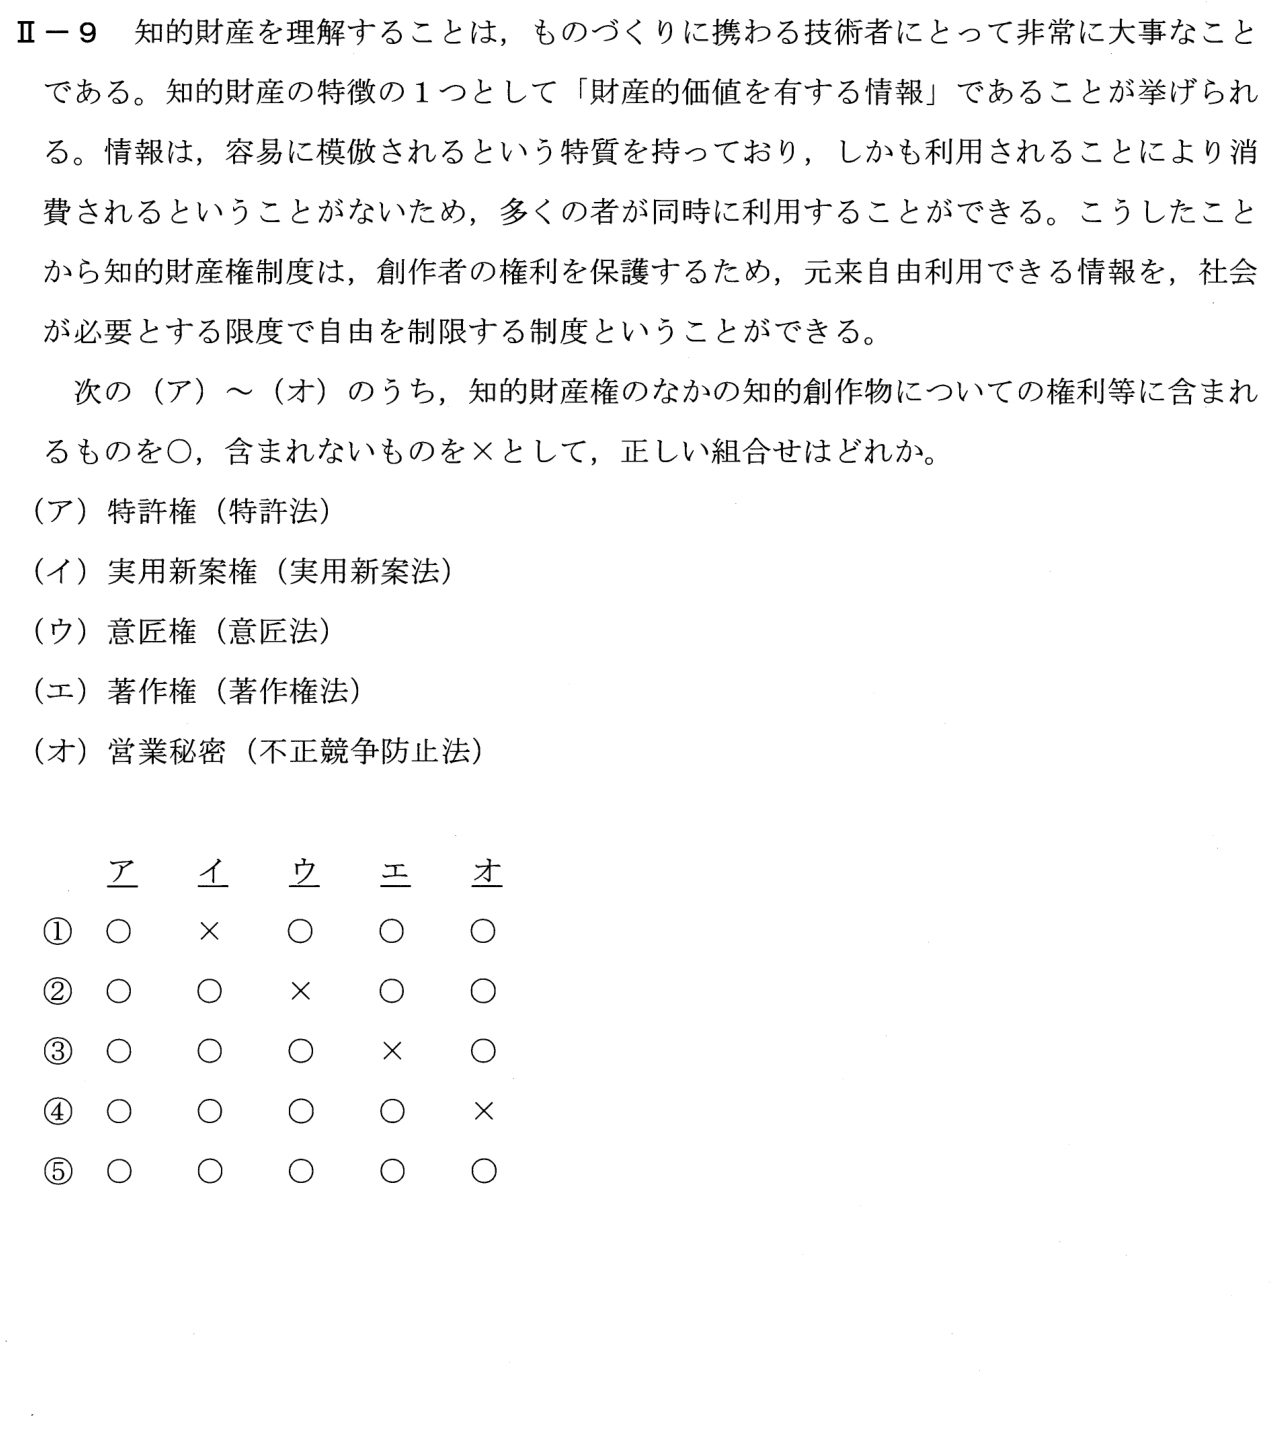 Ⅱ－９　知的財産を理解することは，ものづくりに携わる技術者にとって非常に大事なこと
である。知的財産の特徴の１つとして「財産的価値を有する情報」であることが挙げられ
る。情報は，容易に模倣されるという特質を持っており，しかも利用されることにより消
費されるということがないため，多くの者が同時に利用することができる。こうしたこと
から知的財産権制度は，創作者の権利を保護するため，元来自由利用できる情報を，社会
が必要とする限度で自由を制限する制度ということができる。
次の（ア）～（オ）のうち，知的財産権のなかの知的創作物についての権利等に含まれ
るものを○，含まれないものを×として，正しい組合せはどれか。
（ア）特許権（特許法）
（イ）実用新案権（実用新案法）
（ウ）意匠権（意匠法）
（エ）著作権（著作権法）
（オ）営業秘密（不正競争防止法）
ア　イ　ウ　エ　オ
①　○　×　○　○　○
②　○　○　×　○　○
③　○　○　○　×　○
④　○　○　○　○　×
⑤　○　○　○　○　○